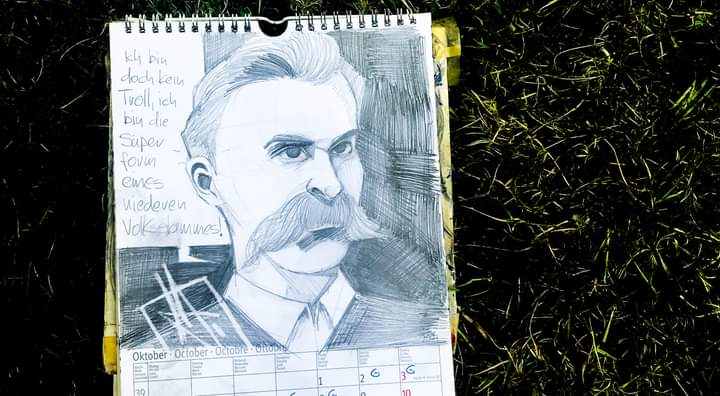 Ich bin
doch kein
Troll, ich
bin die
Super-
form
eines
niederen
Volksstammes!
Oktober · October · Octobre · Ottobre
1
2 G
3 G
39
10